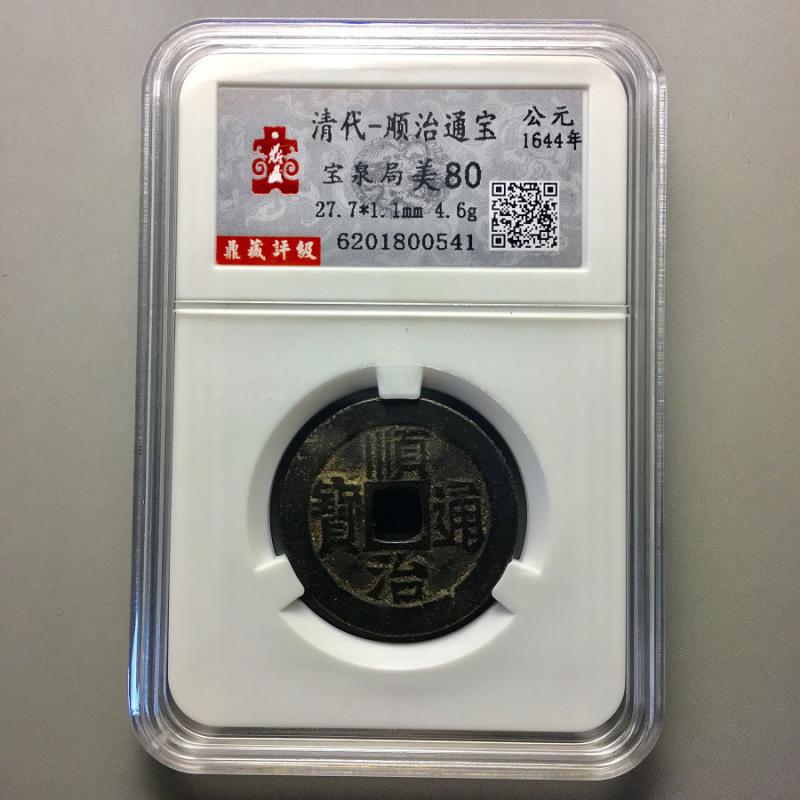 清代-顺治通宝
公元
1644年
宝泉局 美80
27.7*1.1mm 4.6g
6201800541
鼎藏評級
順
寶 通
治